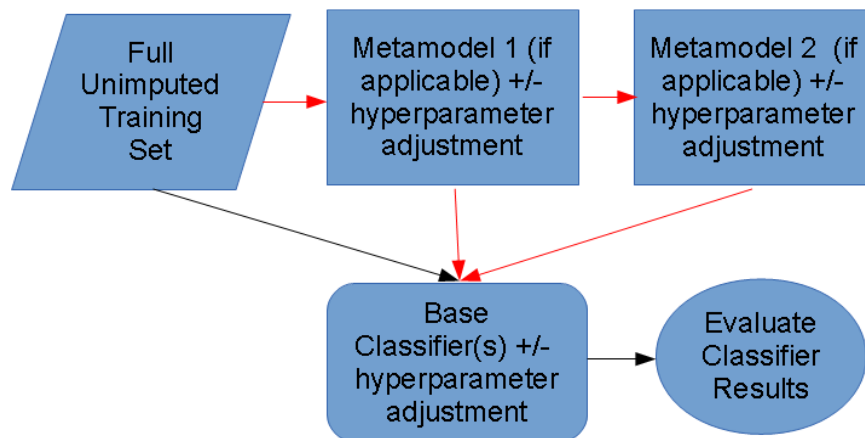 Full
Unimputed
Training
Set
Metamodel 1 (if
applicable) +/-
hyperparameter
adjustment
Metamodel 2 (if
applicable) +/-
hyperparameter
adjustment
Base
Classifier(s) +/-
hyperparameter
adjustment
Evaluate
Classifier
Results